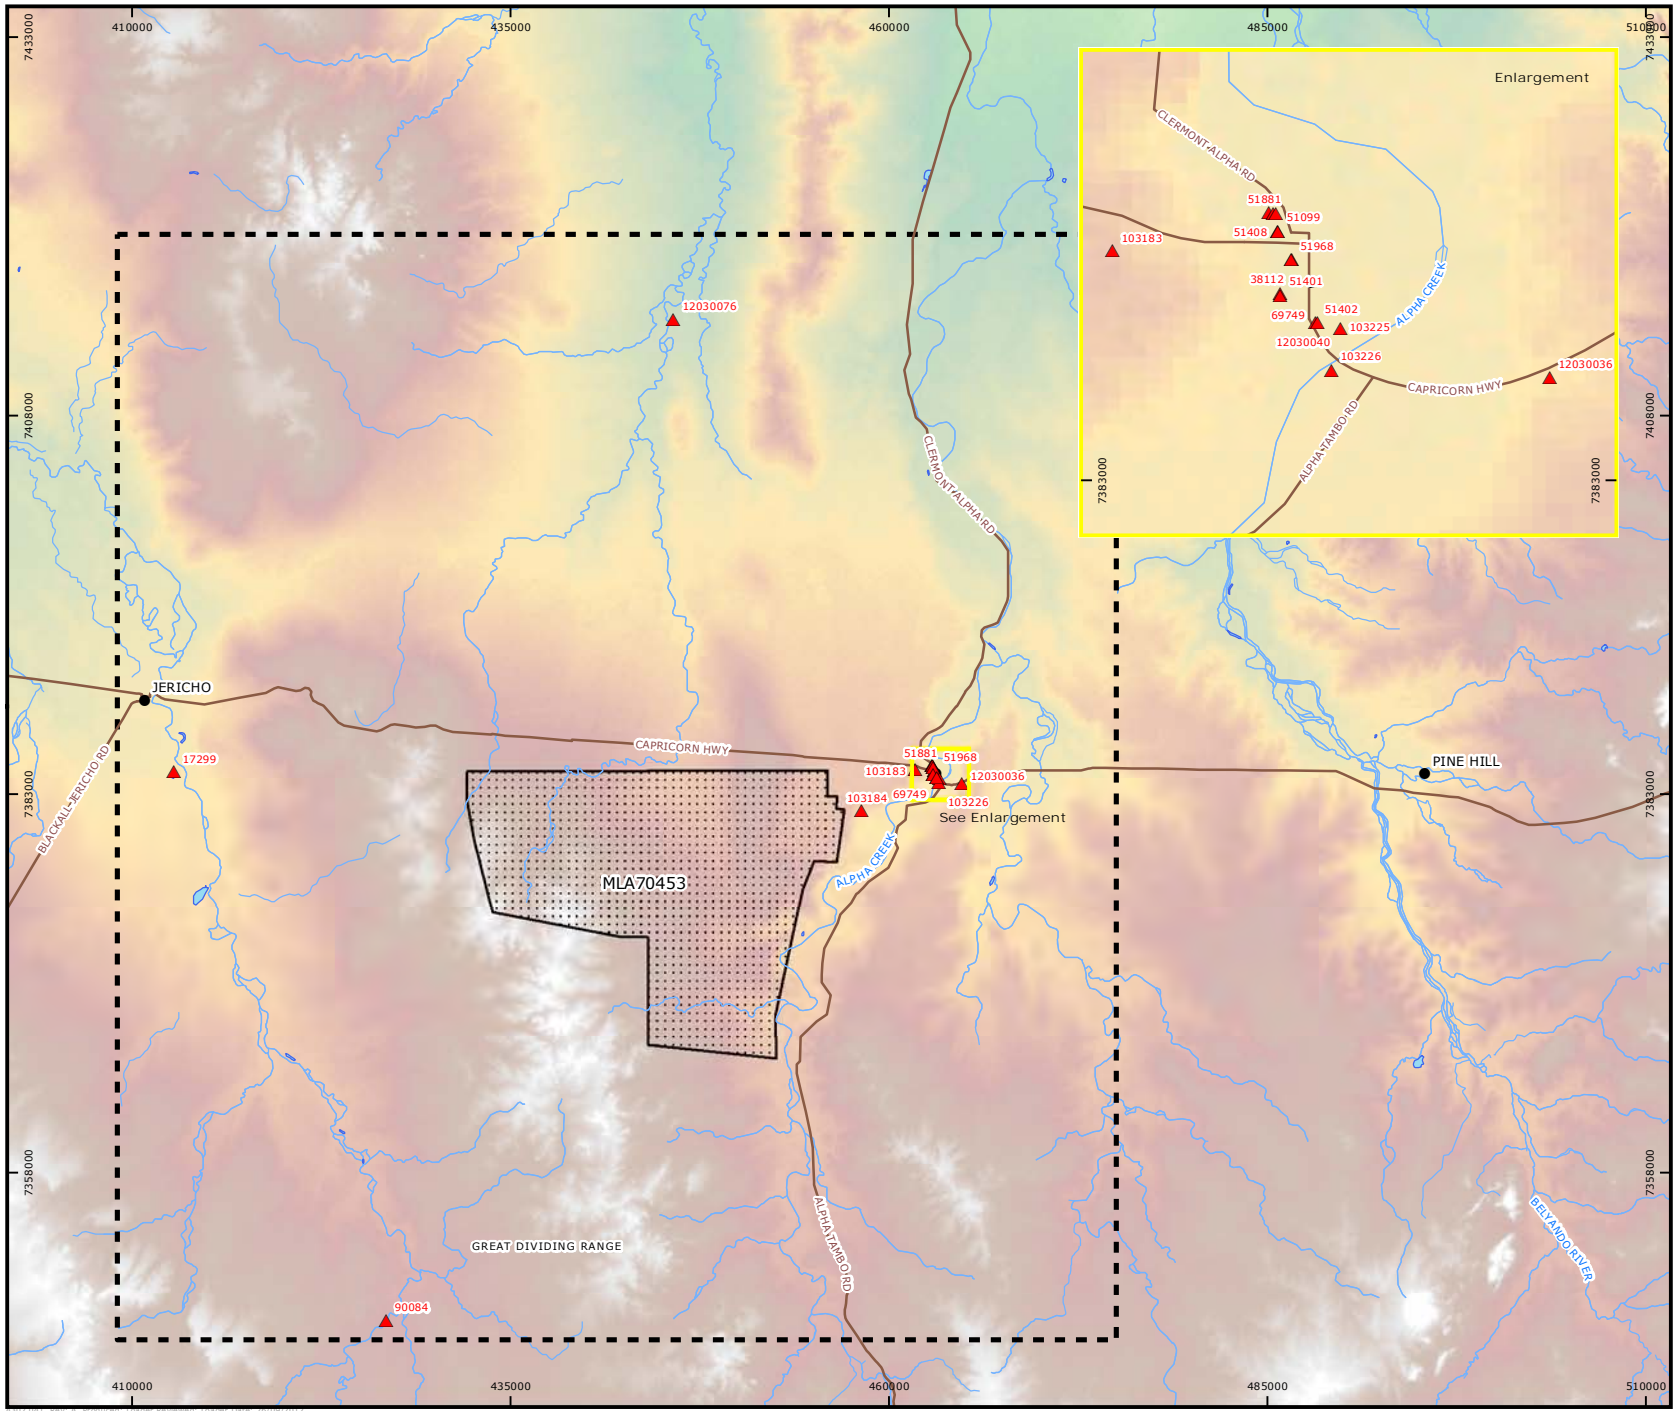 410000
435000
460000
485000
510000
7433000
7433000
Enlargement
CLERMONT-ALPHA RD
51881
51099
51408
103183
51968
38112
51401
69749
51402
103225
12030040
103226
12030036
ALPHA CREEK
CAPRICORN HWY
ALPHA TAMBO RD
7383000
7383000
12030076
7408000
7408000
CLERMONT-ALPHA RD
JERICHO
CAPRICORN HWY
17299
BLACKALL-JERICHO RD
51881
51968
103183
12030036
69749
103226
103184
See Enlargement
PINE HILL
7383000
7383000
MLA70453
ALPHA CREEK
7358000
7358000
GREAT DIVIDING RANGE
ALPHA TAMBO RD
BELYANDO RIVER
90084
410000
435000
460000
485000
510000